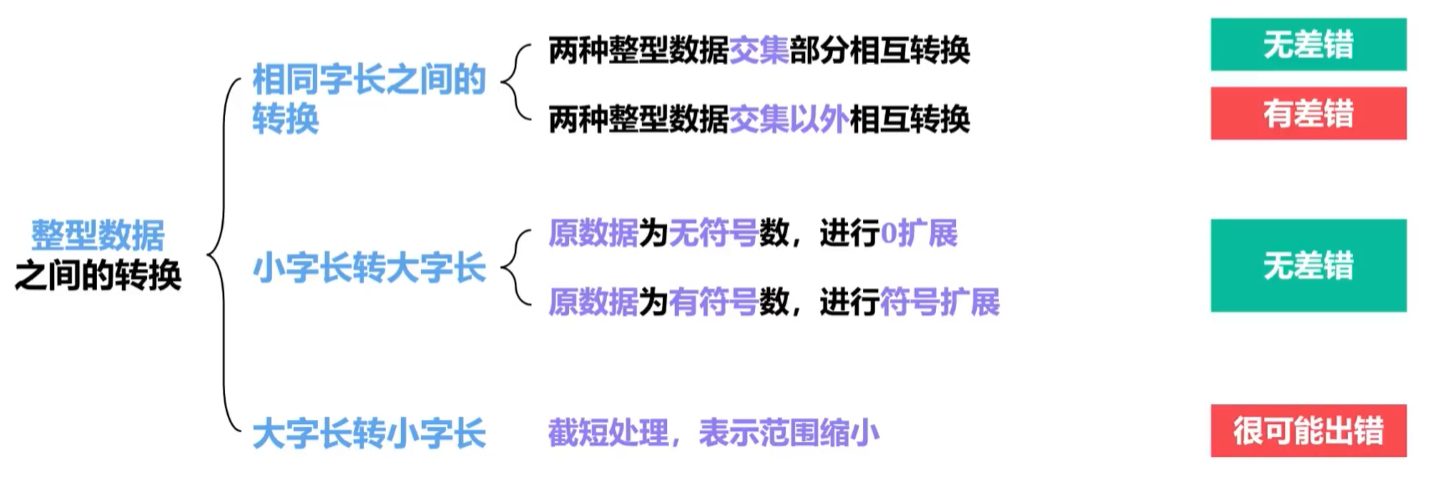 整型数据
之间的转换
相同字长之间的
转换
两种整型数据交集部分相互转换
无差错
两种整型数据交集以外相互转换
有差错
小字长转大字长
原数据为无符号数，进行0扩展
原数据为有符号数，进行符号扩展
无差错
大字长转小字长
截短处理，表示范围缩小
很可能出错